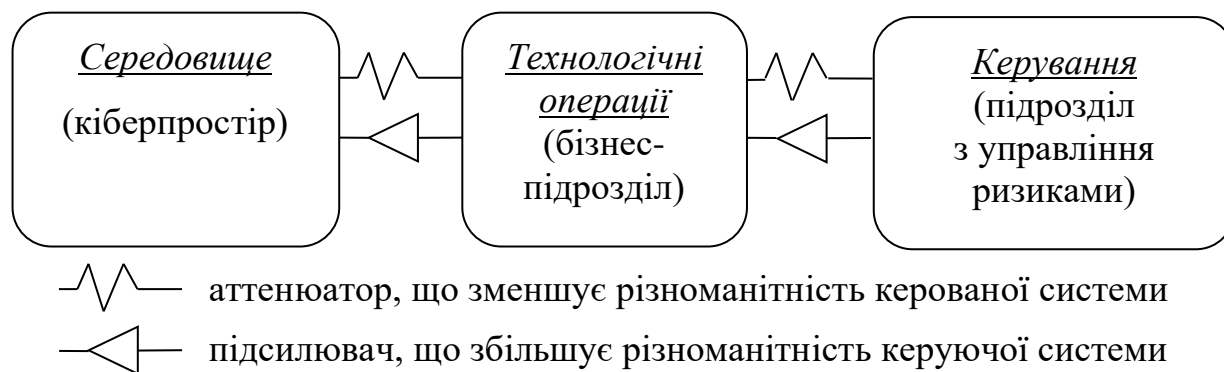 Середовище
(кіберпростір)
Технологічні
операції
(бізнес-
підрозділ)
Керування
(підрозділ
з управління
ризиками)
аттенюатор, що зменшує різноманітність керованої системи
підсилювач, що збільшує різноманітність керуючої системи